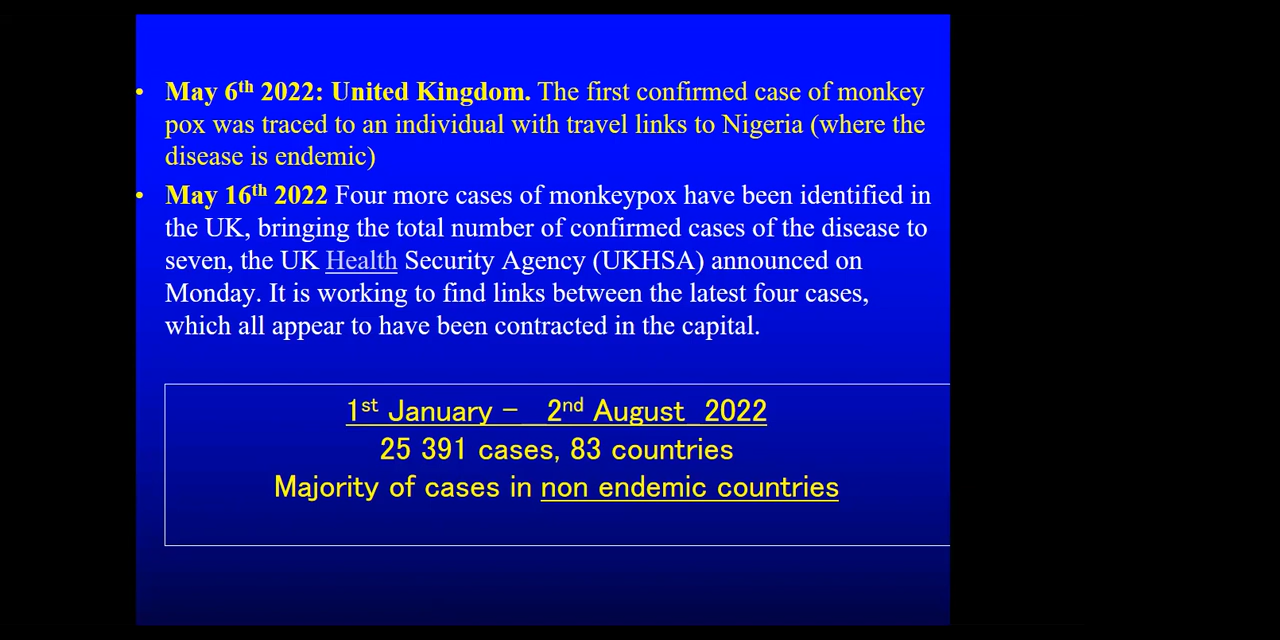 • May 6th 2022: United Kingdom. The first confirmed case of monkey
pox was traced to an individual with travel links to Nigeria (where the
disease is endemic)
• May 16th 2022 Four more cases of monkeypox have been identified in
the UK, bringing the total number of confirmed cases of the disease to
seven, the UK Health Security Agency (UKHSA) announced on
Monday. It is working to find links between the latest four cases,
which all appear to have been contracted in the capital.
1st January – 2nd August 2022
25 391 cases, 83 countries
Majority of cases in non endemic countries